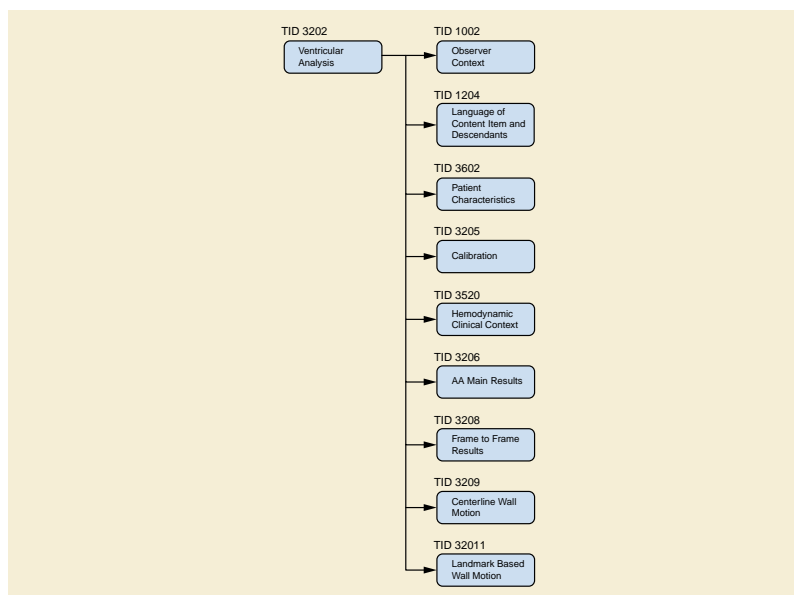 TID 3202
Ventricular
Analysis
TID 1002
Observer
Context
TID 1204
Language of
Content Item and
Descendants
TID 3602
Patient
Characteristics
TID 3205
Calibration
TID 3520
Hemodynamic
Clinical Context
TID 3206
AA Main Results
TID 3208
Frame to Frame
Results
TID 3209
Centerline Wall
Motion
TID 32011
Landmark Based
Wall Motion